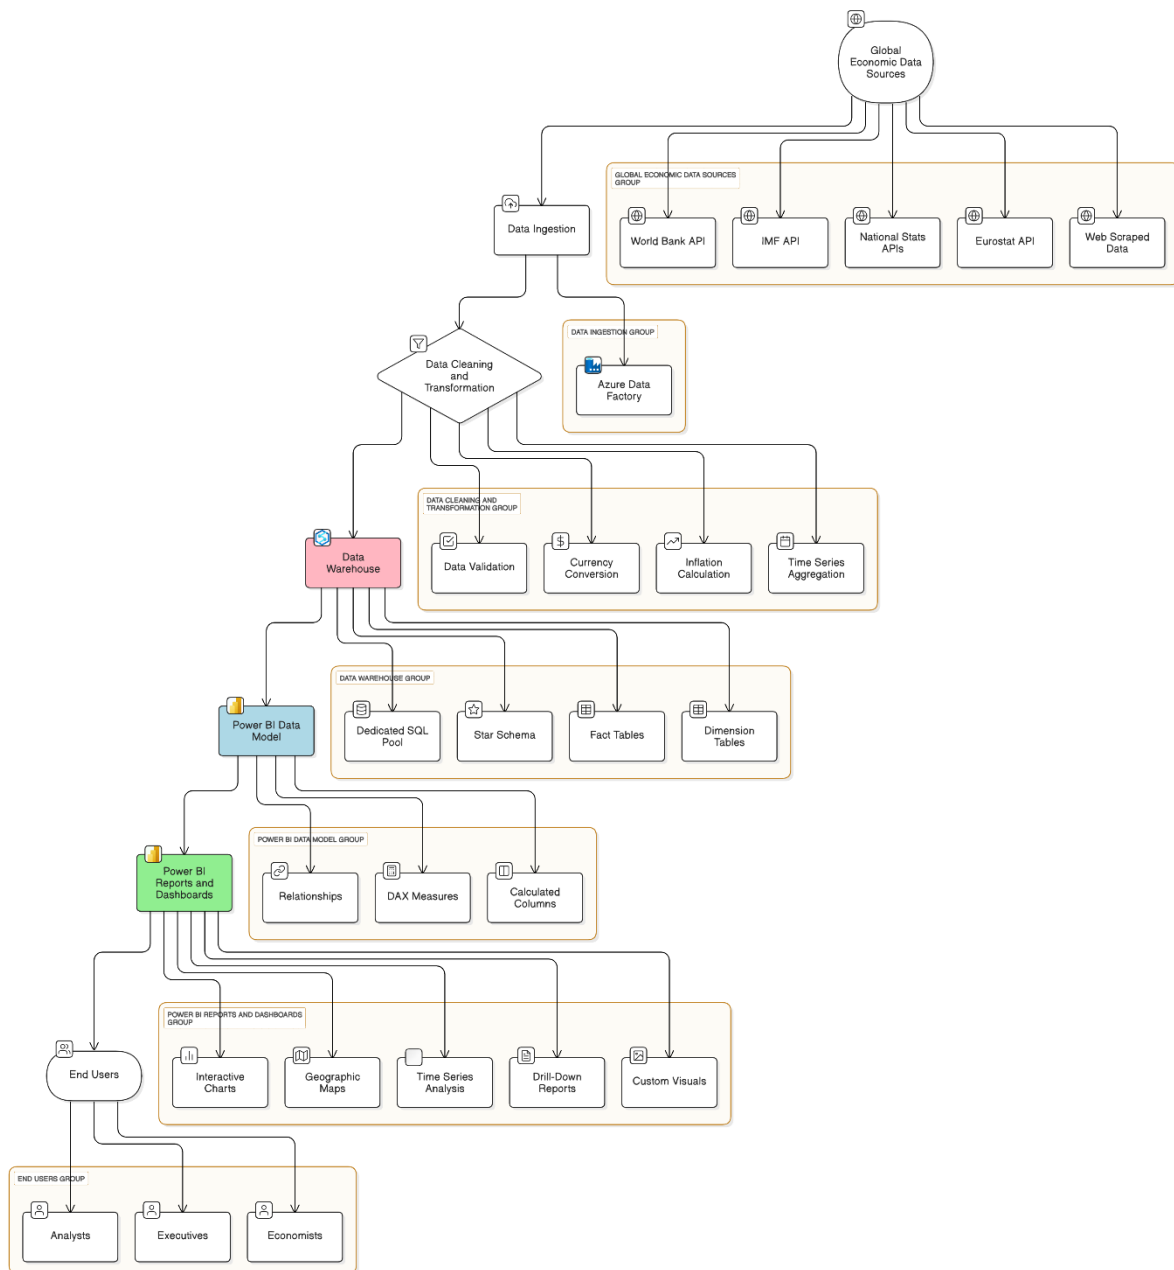 Global
Economic Data
Sources
GLOBAL ECONOMIC DATA SOURCES
GROUP
World Bank API
IMF API
National Stats
APIs
Eurostat API
Web Scraped
Data
Data Ingestion
DATA INGESTION GROUP
Azure Data
Factory
Data Cleaning
and
Transformation
DATA CLEANING AND
TRANSFORMATION GROUP
Data Validation
Currency
Conversion
Inflation
Calculation
Time Series
Aggregation
Data
Warehouse
DATA WAREHOUSE GROUP
Dedicated SQL
Pool
Star Schema
Fact Tables
Dimension
Tables
Power BI Data
Model
POWER BI DATA MODEL GROUP
Relationships
DAX Measures
Calculated
Columns
Power BI
Reports and
Dashboards
POWER BI REPORTS AND DASHBOARDS
GROUP
Interactive
Charts
Geographic
Maps
Time Series
Analysis
Drill-Down
Reports
Custom Visuals
End Users
END USERS GROUP
Analysts
Executives
Economists